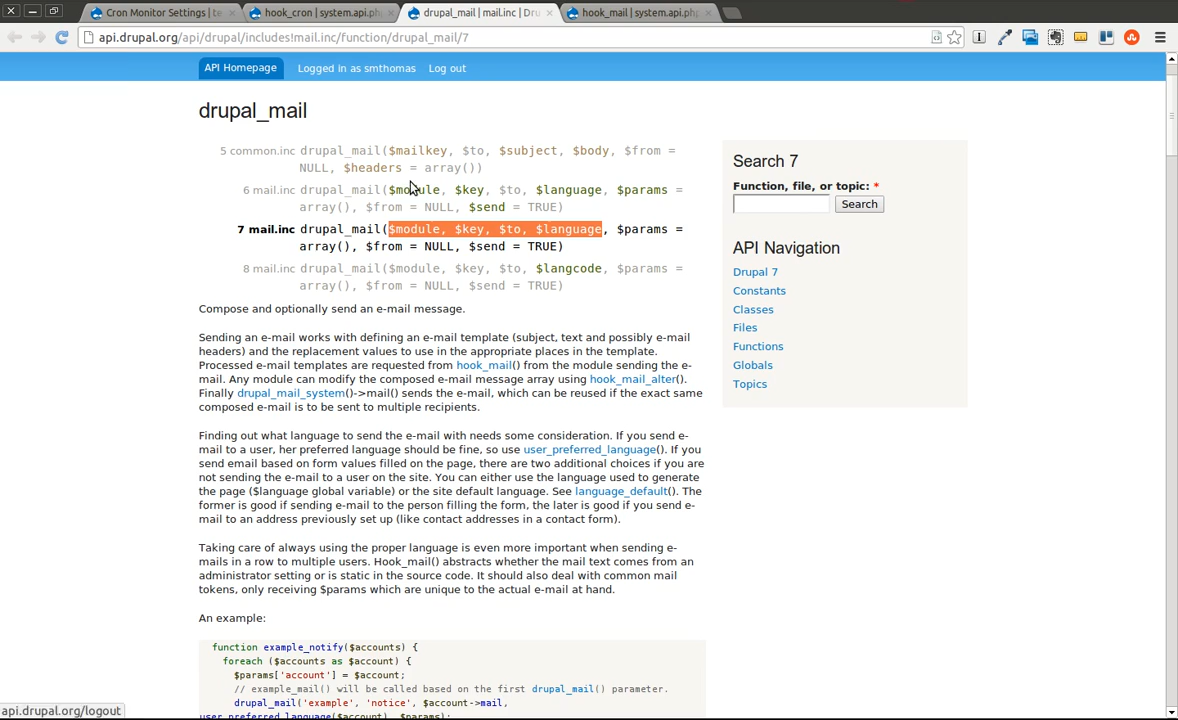 Cron Monitor Settings | te
hook_cron | system.api.ph
drupal_mail | mail.inc | Dru
hook_mail | system.api.php
api.drupal.org/api/drupal/includes!mail.inc/function/drupal_mail/7
API Homepage
Logged in as smthomas
Log out
drupal_mail
5 common.inc drupal_mail($mailkey, $to, $subject, $body, $from =
NULL, $headers = array())
6 mail.inc drupal_mail($module, $key, $to, $language, $params =
array(), $from = NULL, $send = TRUE)
7 mail.inc drupal_mail($module, $key, $to, $language, $params =
array(), $from = NULL, $send = TRUE)
8 mail.inc drupal_mail($module, $key, $to, $langcode, $params =
array(), $from = NULL, $send = TRUE)
Compose and optionally send an e-mail message.
Sending an e-mail works with defining an e-mail template (subject, text and possibly e-mail
headers) and the replacement values to use in the appropriate places in the template.
Processed e-mail templates are requested from hook_mail() from the module sending the e-
mail. Any module can modify the composed e-mail message array using hook_mail_alter().
Finally drupal_mail_system()->mail() sends the e-mail, which can be reused if the exact same
composed e-mail is to be sent to multiple recipients.
Finding out what language to send the e-mail with needs some consideration. If you send e-
mail to a user, her preferred language should be fine, so use user_preferred_language(). If you
send email based on form values filled on the page, there are two additional choices if you are
not sending the e-mail to a user on the site. You can either use the language used to generate
the page ($language global variable) or the site default language. See language_default(). The
former is good if sending e-mail to the person filling the form, the later is good if you send e-
mail to an address previously set up (like contact addresses in a contact form).
Taking care of always using the proper language is even more important when sending e-
mails in a row to multiple users. Hook_mail() abstracts whether the mail text comes from an
administrator setting or is static in the source code. It should also deal with common mail
tokens, only receiving $params which are unique to the actual e-mail at hand.
An example:
function example_notify($accounts) {
foreach ($accounts as $account) {
$params['account'] = $account;
// example_mail() will be called based on the first drupal_mail() parameter.
drupal_mail('example', 'notice', $account->mail,
user_preferred_language($account), $params);
Search 7
Function, file, or topic: *
Search
API Navigation
Drupal 7
Constants
Classes
Files
Functions
Globals
Topics
api.drupal.org/logout